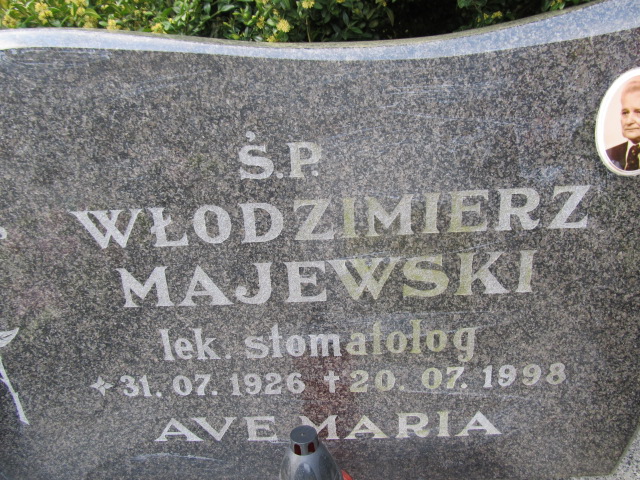 Ś.P.
WŁODZIMIERZ
MAJEWSKI
lek. stomatolog
31.07.1926 † 20.07.1998
AVE MARIA